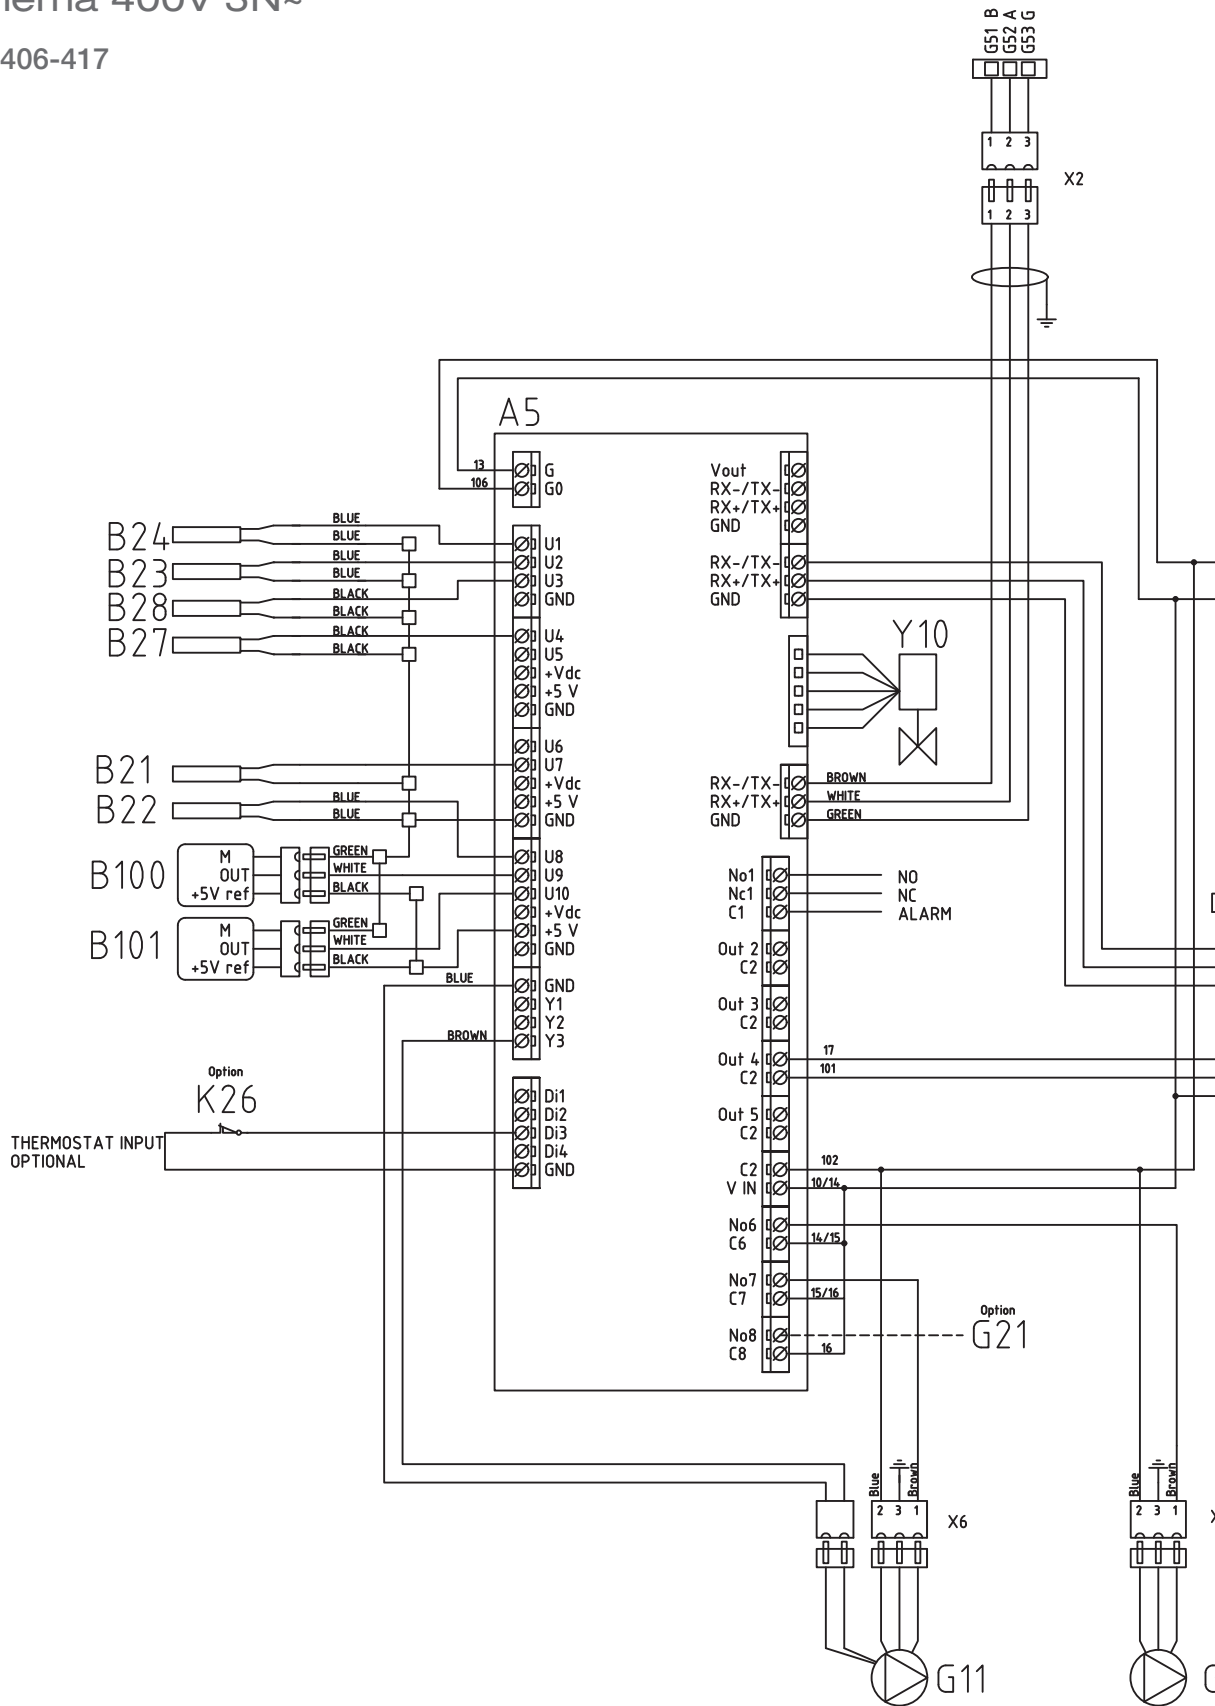 400V 3N~
406-417
G51 B
G52 A
G53 G
1 2 3
X2
1 2 3
A5
13
G
106
G0
Vout
RX-/TX-
RX+/TX+
GND
B24
BLUE
BLUE
U1
B23
BLUE
BLUE
U2
U3
B28
BLACK
BLACK
GND
B27
BLACK
BLACK
U4
U5
+Vdc
+5 V
GND
RX-/TX-
RX+/TX+
GND
Y10
B21
U6
U7
+Vdc
B22
BLUE
BLUE
+5 V
GND
RX-/TX-
BROWN
RX+/TX+
WHITE
GND
GREEN
B100
M
OUT
+5V ref
GREEN
WHITE
BLACK
U8
U9
U10
+Vdc
B101
M
OUT
+5V ref
GREEN
WHITE
BLACK
+5 V
GND
No1
NO
Nc1
NC
C1
ALARM
Out 2
C2
BLUE
GND
Y1
Y2
BROWN
Y3
Out 3
C2
Out 4
17
C2
101
Option
K26
THERMOSTAT INPUT
OPTIONAL
Di1
Di2
Di3
Di4
GND
Out 5
C2
C2
102
V IN
10/14
No6
C6
14/15
No7
C7
15/16
No8
C8
16
Option
G21
Blue
Brown
2 3 1
X6
Blue
Brown
2 3 1
G11